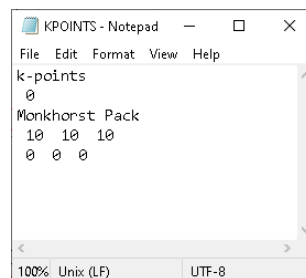 KPOINTS - Notepad
File Edit Format View Help
k-points
0
Monkhorst Pack
10 10 10
0 0 0
100% Unix (LF) UTF-8